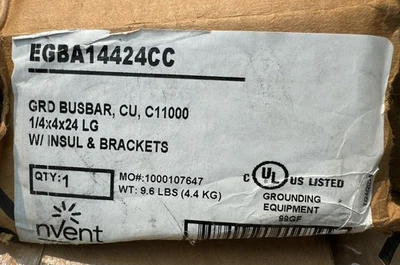 EGBA14424CC
GRD BUSBAR, CU, C11000
1/4x4x24 LG
W/ INSUL & BRACKETS
QTY: 1
MO#:1000107647
WT: 9.6 LBS (4.4 KG)
C UL US LISTED
GROUNDING
EQUIPMENT
99GF
nVent